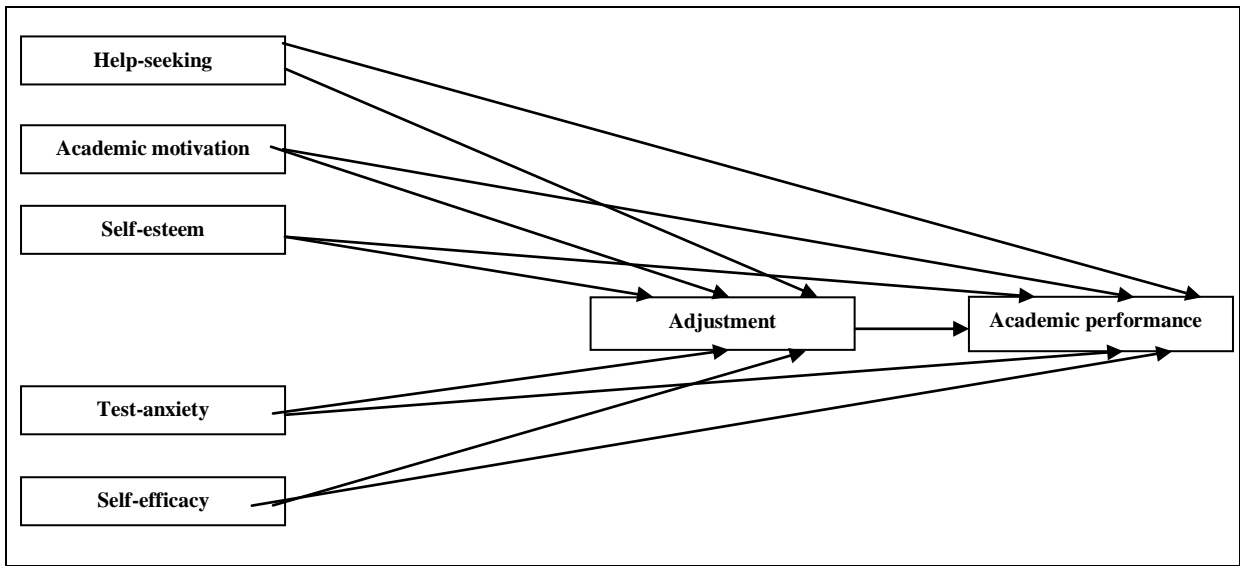 Help-seeking
Academic motivation
Self-esteem
Adjustment
Academic performance
Test-anxiety
Self-efficacy